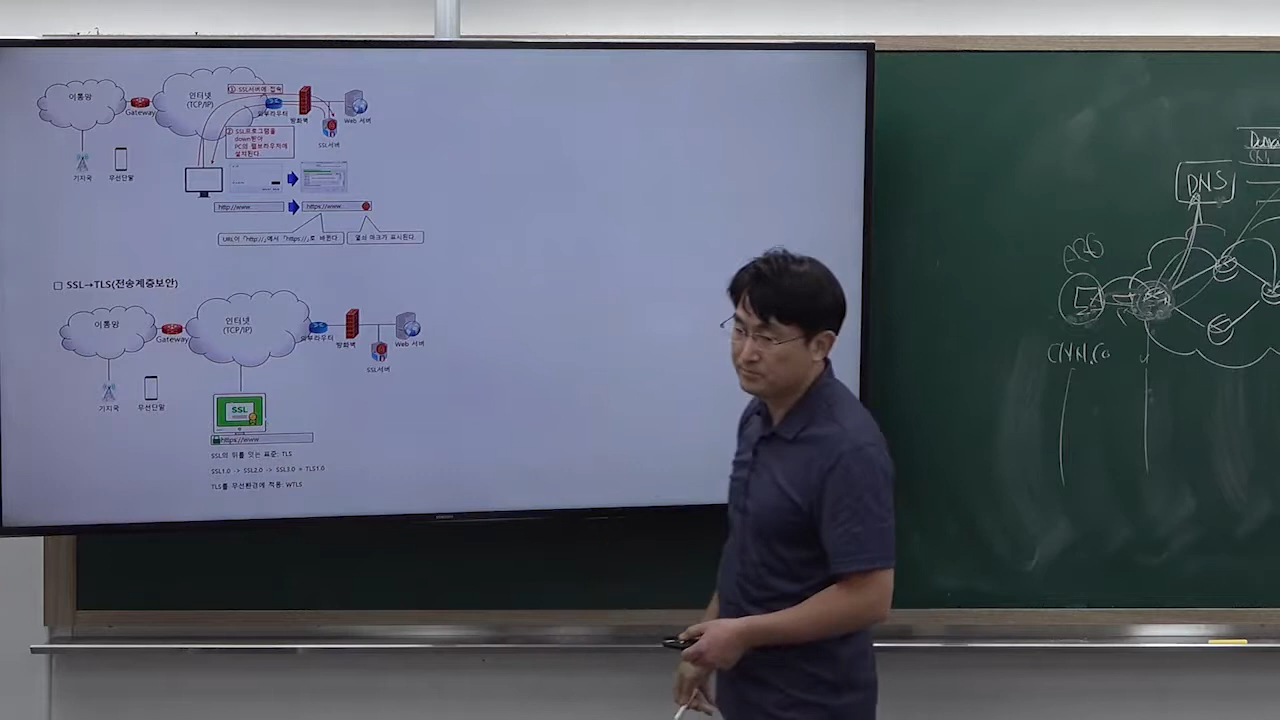 이통망
Gateway
인터넷
(TCP/IP)
① SSL서버에 접속
외부라우터
방화벽
Web 서버
SSL서버
② SSL프로그램을
down받아
PC의 웹브라우저에
설치된다.
기지국
무선단말
http://www.
https://www.
URL이 「http://」에서 「https://」로 바뀐다
열쇠 마크가 표시된다.
□ SSL→TLS(전송계층보안)
이통망
Gateway
인터넷
(TCP/IP)
외부라우터
방화벽
Web 서버
SSL서버
기지국
무선단말
SSL
https://www
SSL의 뒤를 잇는 표준: TLS
SSL1.0 -> SSL2.0 -> SSL3.0 = TLS1.0
TLS를 무선환경에 적용: WTLS
DNS
CNN.Co